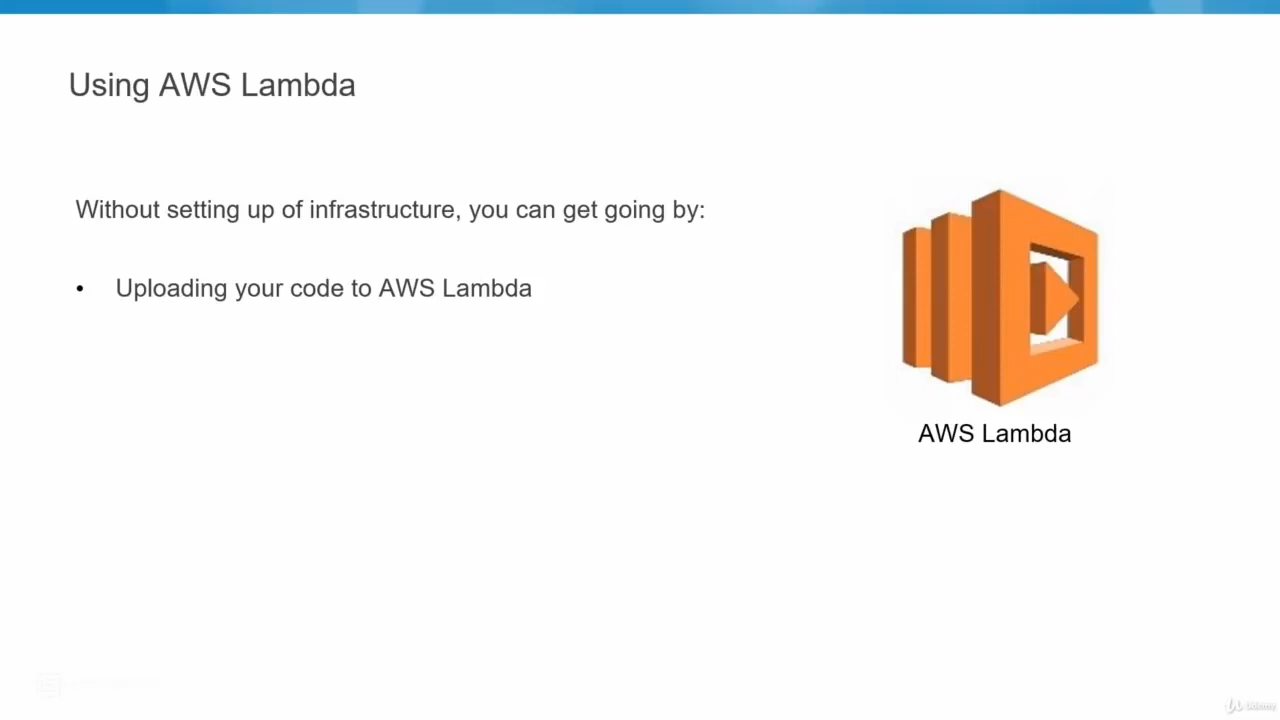 Using AWS Lambda
Without setting up of infrastructure, you can get going by:
• Uploading your code to AWS Lambda
AWS Lambda
Udemy